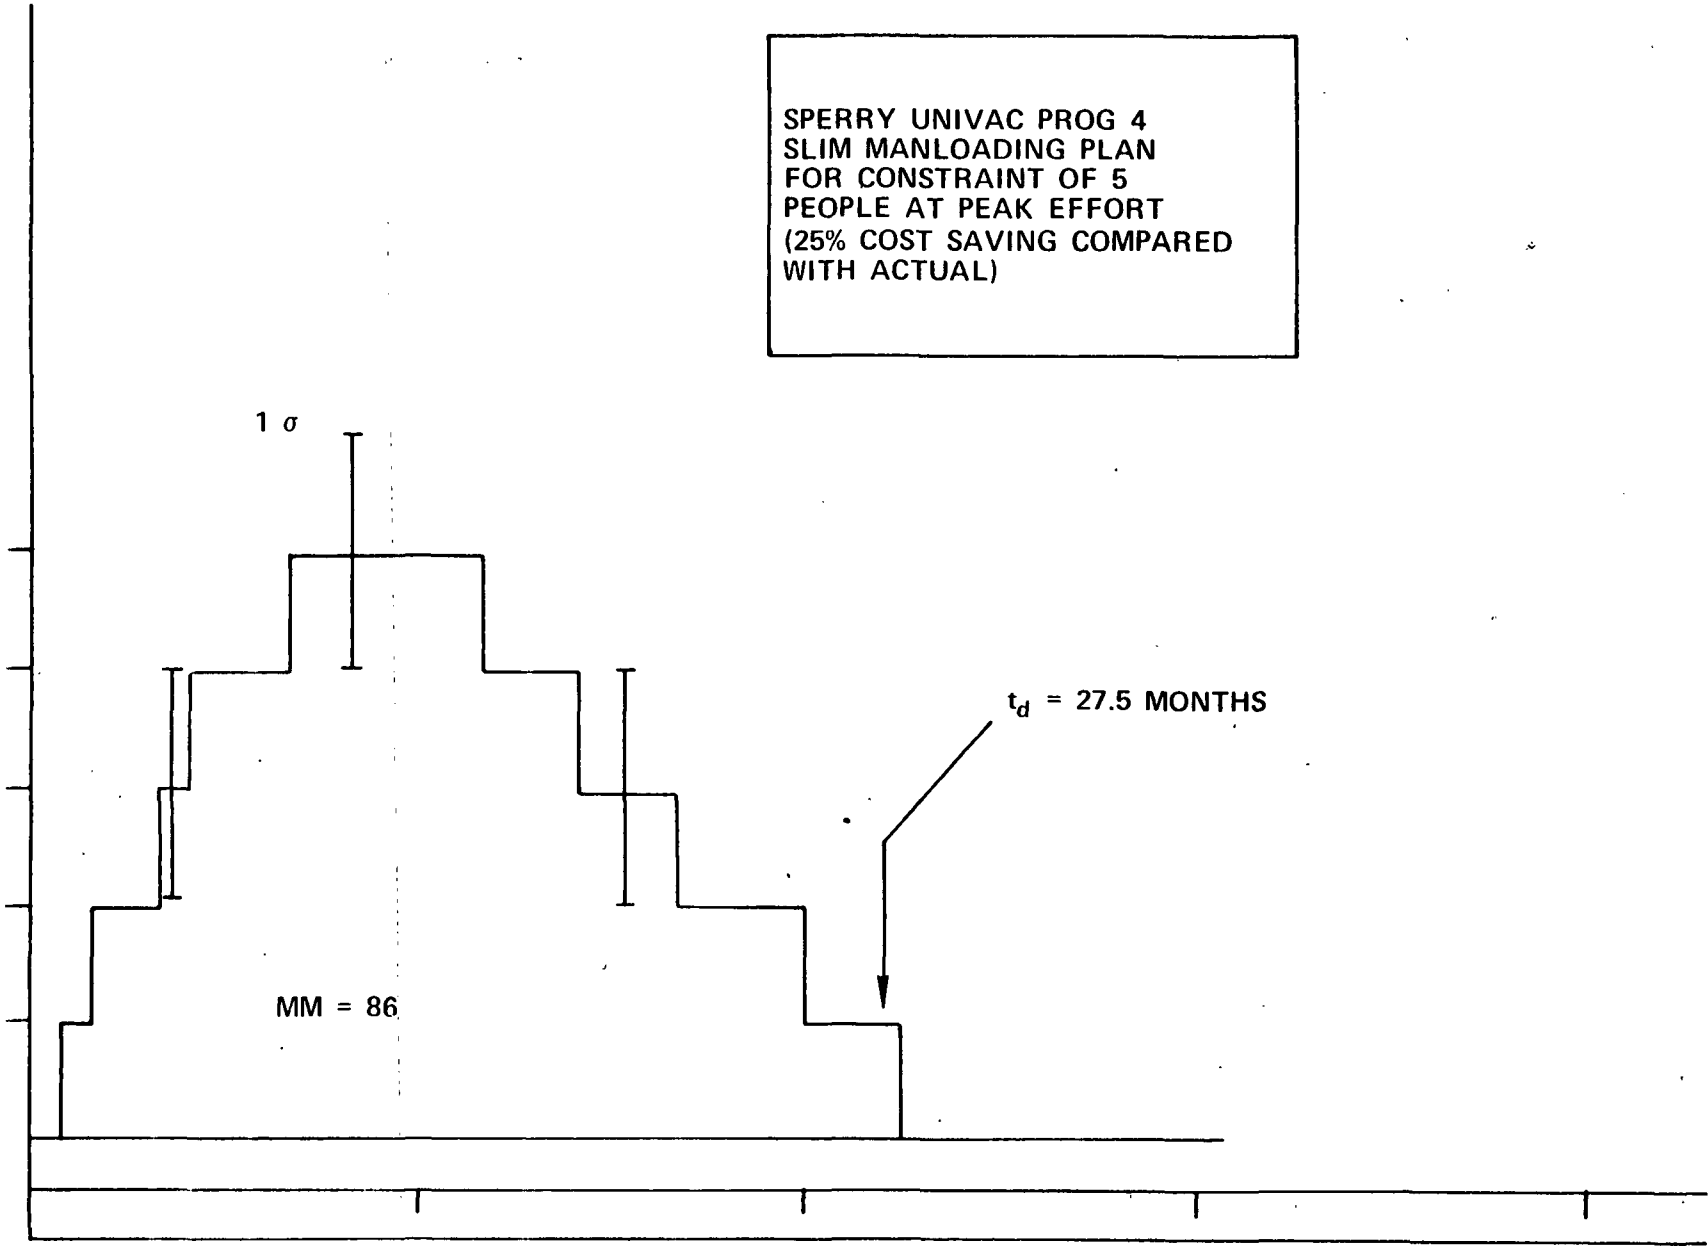 SPERRY UNIVAC PROG 4
SLIM MANLOADING PLAN
FOR CONSTRAINT OF 5
PEOPLE AT PEAK EFFORT
(25% COST SAVING COMPARED
WITH ACTUAL)
1 σ
t_d = 27.5 MONTHS
MM = 86